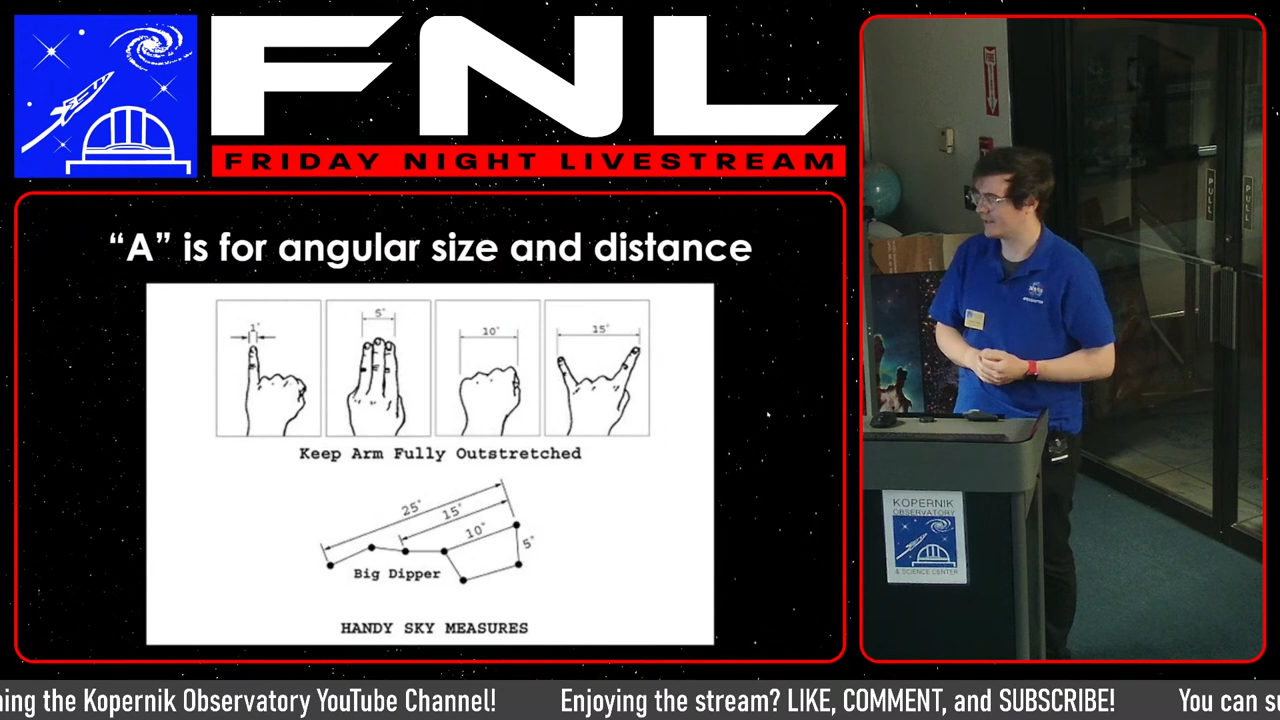 FNL
FRIDAY NIGHT LIVESTREAM
“A” is for angular size and distance
1°
5°
10°
15°
Keep Arm Fully Outstretched
25°
15°
10°
5°
Big Dipper
HANDY SKY MEASURES
PULL
PULL
KOPERNIK
OBSERVATORY
& SCIENCE CENTER
ning the Kopernik Observatory YouTube Channel! Enjoying the stream? LIKE, COMMENT, and SUBSCRIBE! You can su